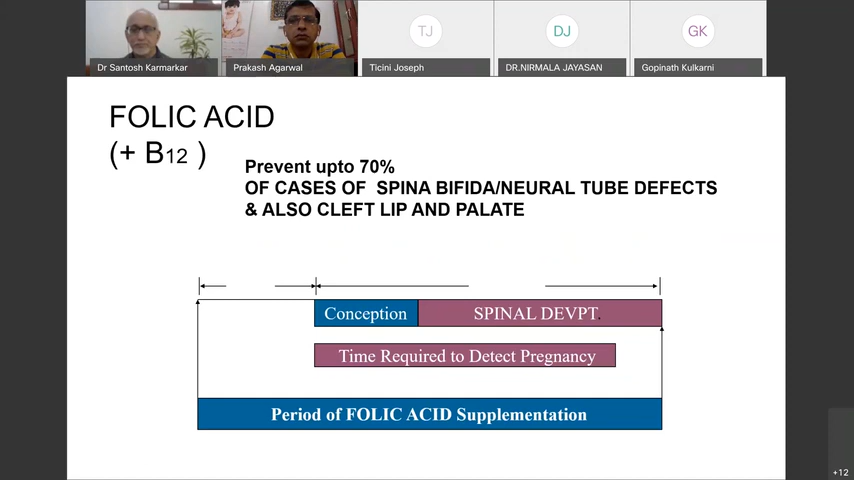 TJ
DJ
GK
Dr Santosh Karmarkar
Prakash Agarwal
Ticini Joseph
DR.NIRMALA JAYASAN
Gopinath Kulkarni
FOLIC ACID
(+ B12 )
Prevent upto 70%
OF CASES OF SPINA BIFIDA/NEURAL TUBE DEFECTS
& ALSO CLEFT LIP AND PALATE
Conception
SPINAL DEVPT.
Time Required to Detect Pregnancy
Period of FOLIC ACID Supplementation
+12